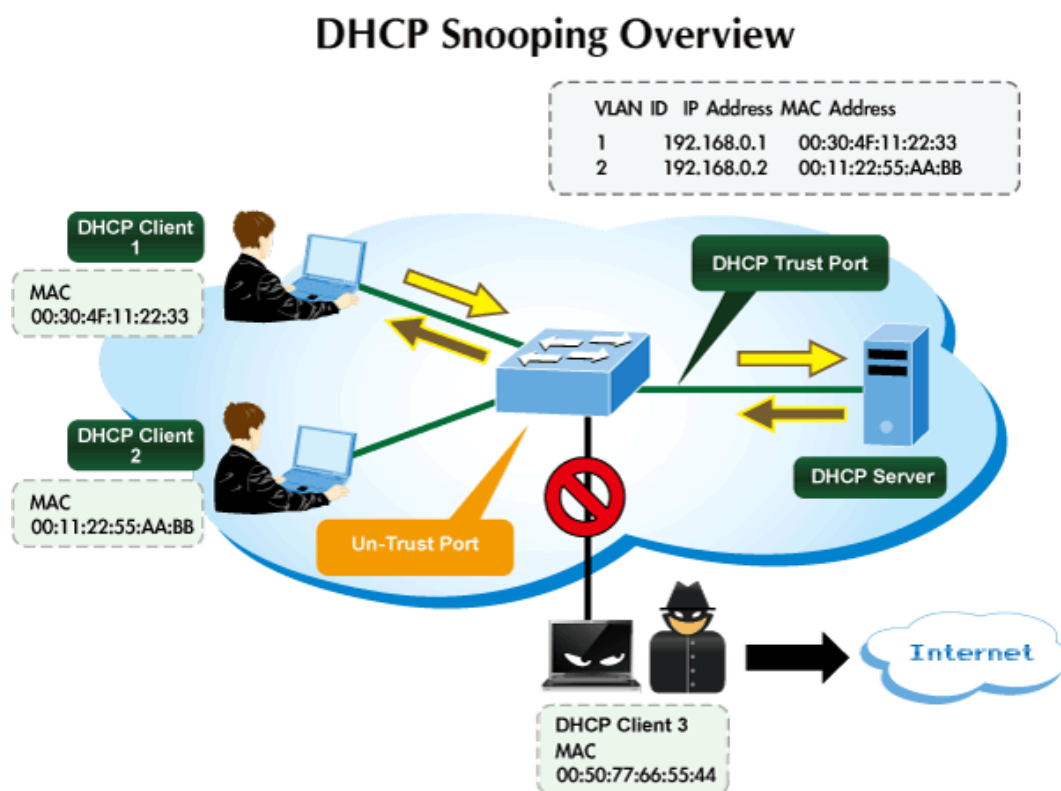 DHCP Snooping Overview
VLAN ID IP Address MAC Address
1 192.168.0.1 00:30:4F:11:22:33
2 192.168.0.2 00:11:22:55:AA:BB
DHCP Client
1
MAC
00:30:4F:11:22:33
DHCP Trust Port
DHCP Client
2
MAC
00:11:22:55:AA:BB
DHCP Server
Un-Trust Port
Internet
DHCP Client 3
MAC
00:50:77:66:55:44